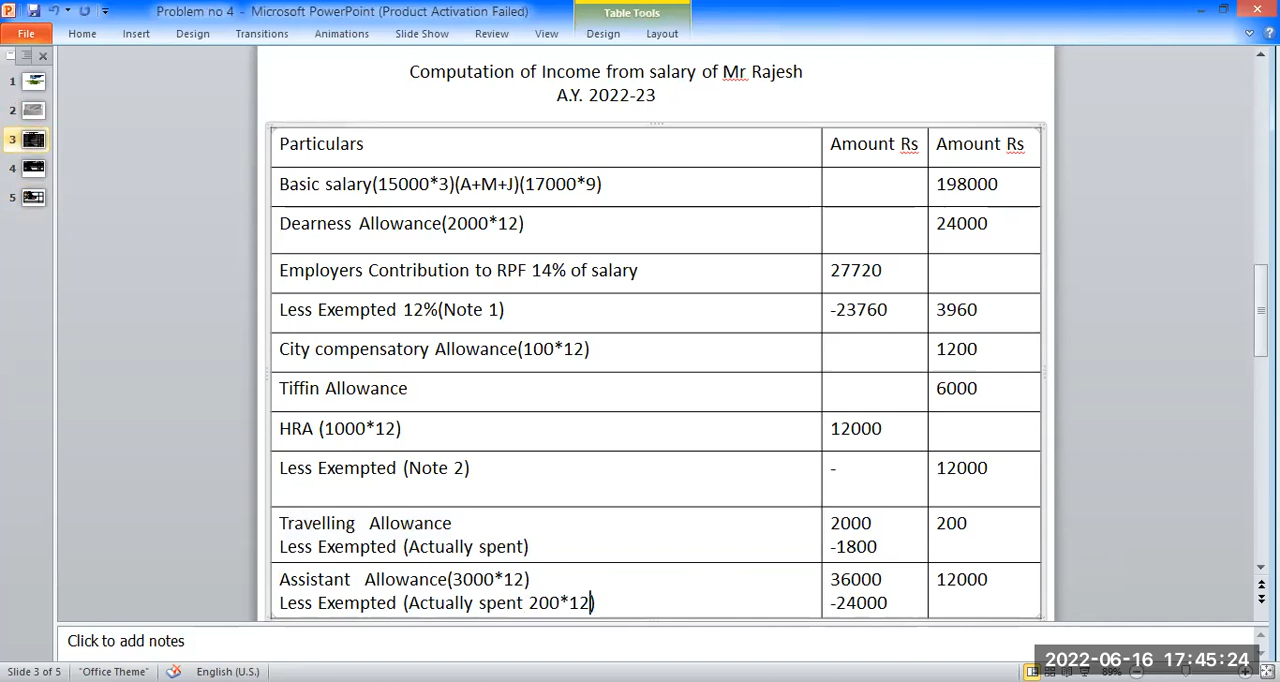 Problem no 4 - Microsoft PowerPoint (Product Activation Failed)
Table Tools
File Home Insert Design Transitions Animations Slide Show Review View Design Layout
Computation of Income from salary of Mr Rajesh
A.Y. 2022-23
Particulars Amount Rs Amount Rs
Basic salary(15000*3)(A+M+J)(17000*9) 198000
Dearness Allowance(2000*12) 24000
Employers Contribution to RPF 14% of salary 27720
Less Exempted 12%(Note 1) -23760 3960
City compensatory Allowance(100*12) 1200
Tiffin Allowance 6000
HRA (1000*12) 12000
Less Exempted (Note 2) - 12000
Travelling Allowance 2000 200
Less Exempted (Actually spent) -1800
Assistant Allowance(3000*12) 36000 12000
Less Exempted (Actually spent 200*12) -24000
1
2
3
4
5
Click to add notes
Slide 3 of 5 "Office Theme" English (U.S.) 89%
2022-06-16 17:45:24